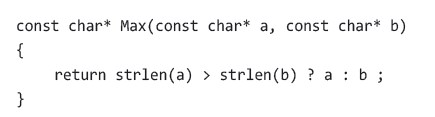 const char* Max(const char* a, const char* b)
{
    return strlen(a) > strlen(b) ? a : b ;
}